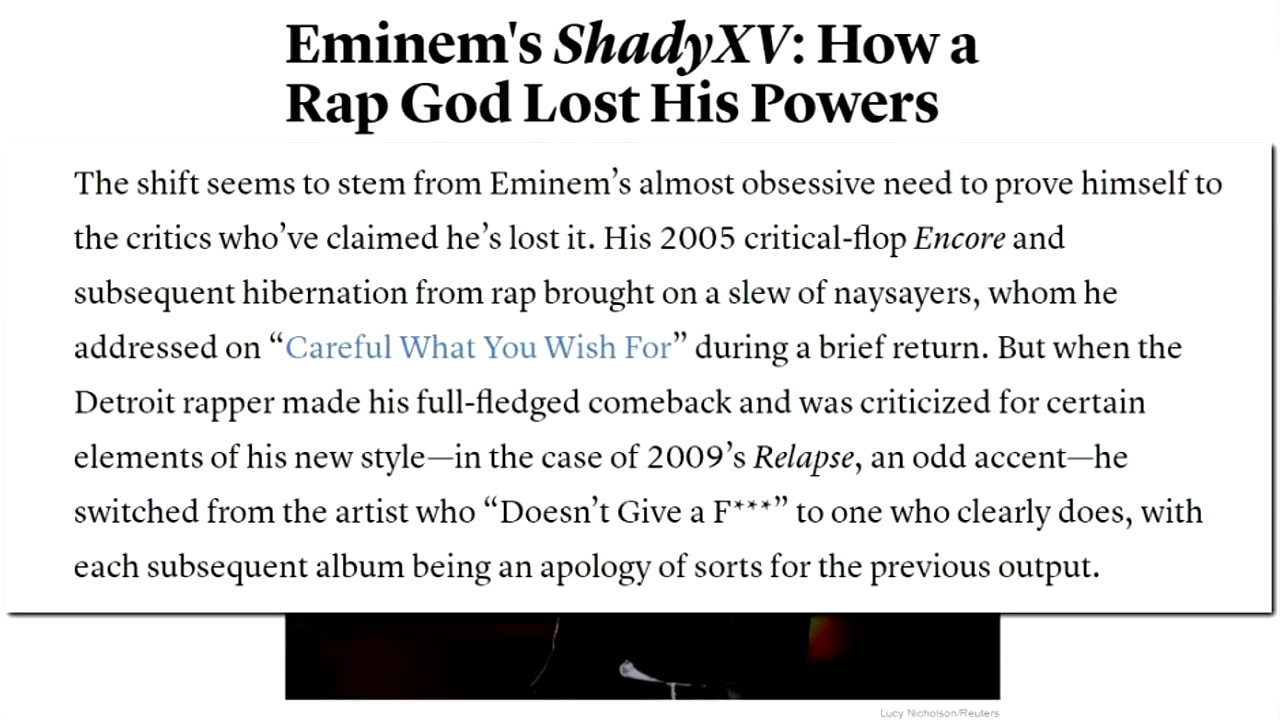 Eminem's ShadyXV: How a
Rap God Lost His Powers
The shift seems to stem from Eminem’s almost obsessive need to prove himself to
the critics who’ve claimed he’s lost it. His 2005 critical-flop Encore and
subsequent hibernation from rap brought on a slew of naysayers, whom he
addressed on “Careful What You Wish For” during a brief return. But when the
Detroit rapper made his full-fledged comeback and was criticized for certain
elements of his new style—in the case of 2009’s Relapse, an odd accent—he
switched from the artist who “Doesn’t Give a F***” to one who clearly does, with
each subsequent album being an apology of sorts for the previous output.
Lucy Nicholson/Reuters